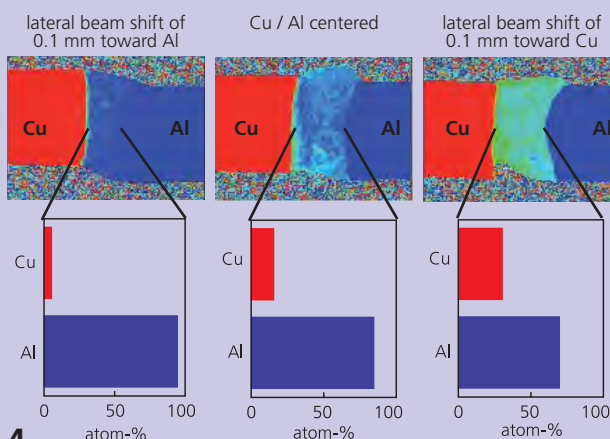 lateral beam shift of
0.1 mm toward Al
Cu / Al centered
lateral beam shift of
0.1 mm toward Cu
Cu
Al
Cu
Al
Cu
Al
Cu
Al
0
50
100
atom-%
Cu
Al
0
50
100
atom-%
Cu
Al
0
50
100
atom-%
4